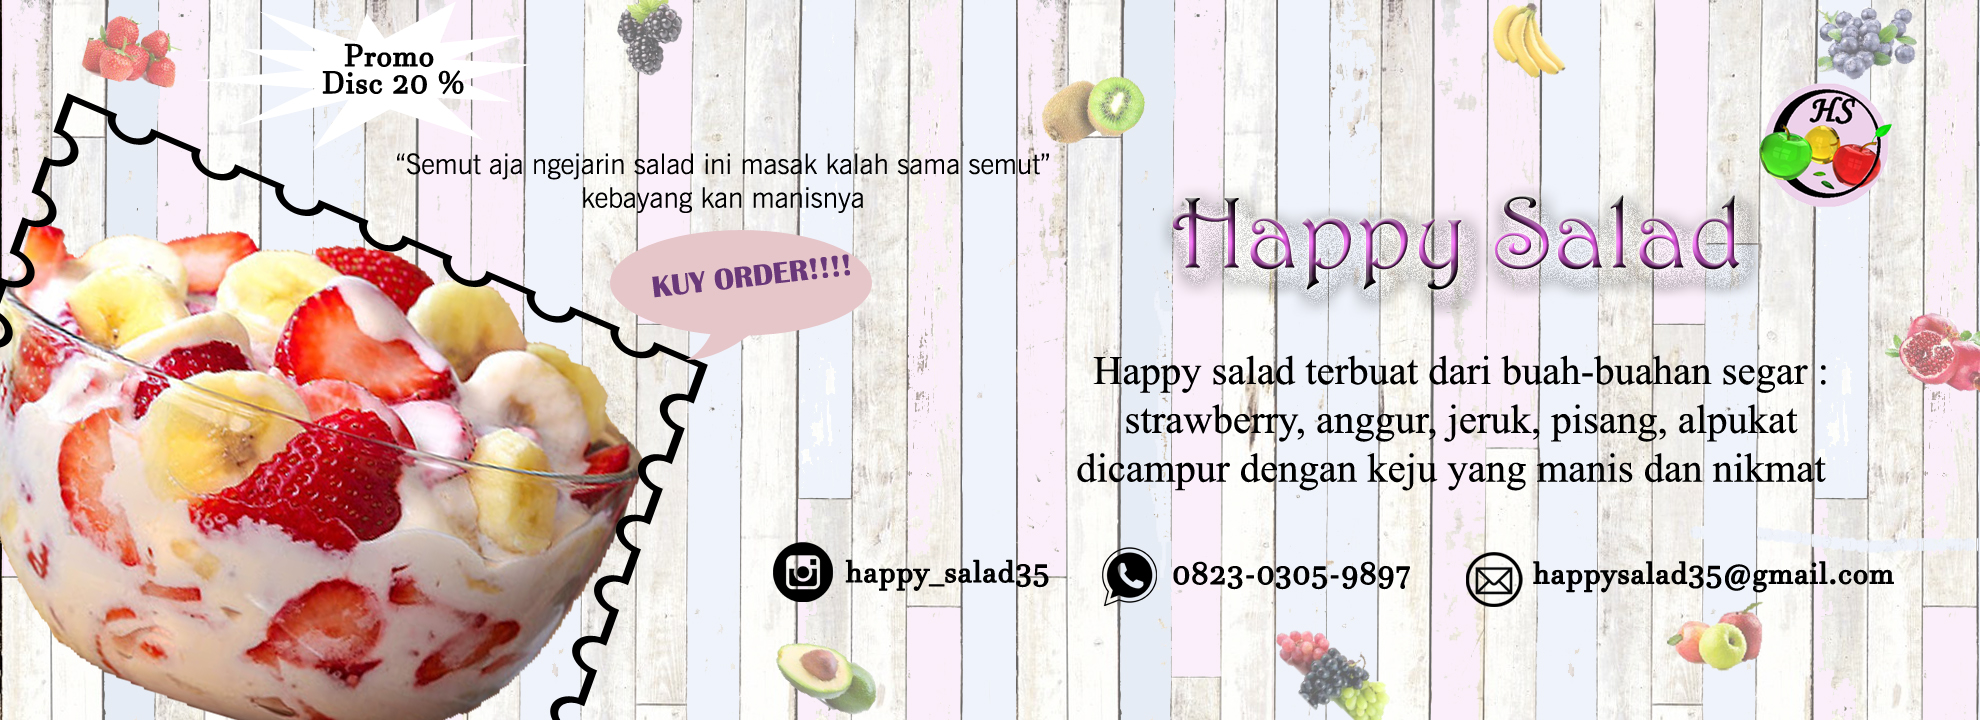 Promo
Disc 20 %
HS
“Semut aja ngejarin salad ini masak kalah sama semut”
kebayang kan manisnya
KUY ORDER!!!!
Happy Salad
Happy salad terbuat dari buah-buahan segar :
strawberry, anggur, jeruk, pisang, alpukat
dicampur dengan keju yang manis dan nikmat
happy_salad35
0823-0305-9897
happysalad35@gmail.com